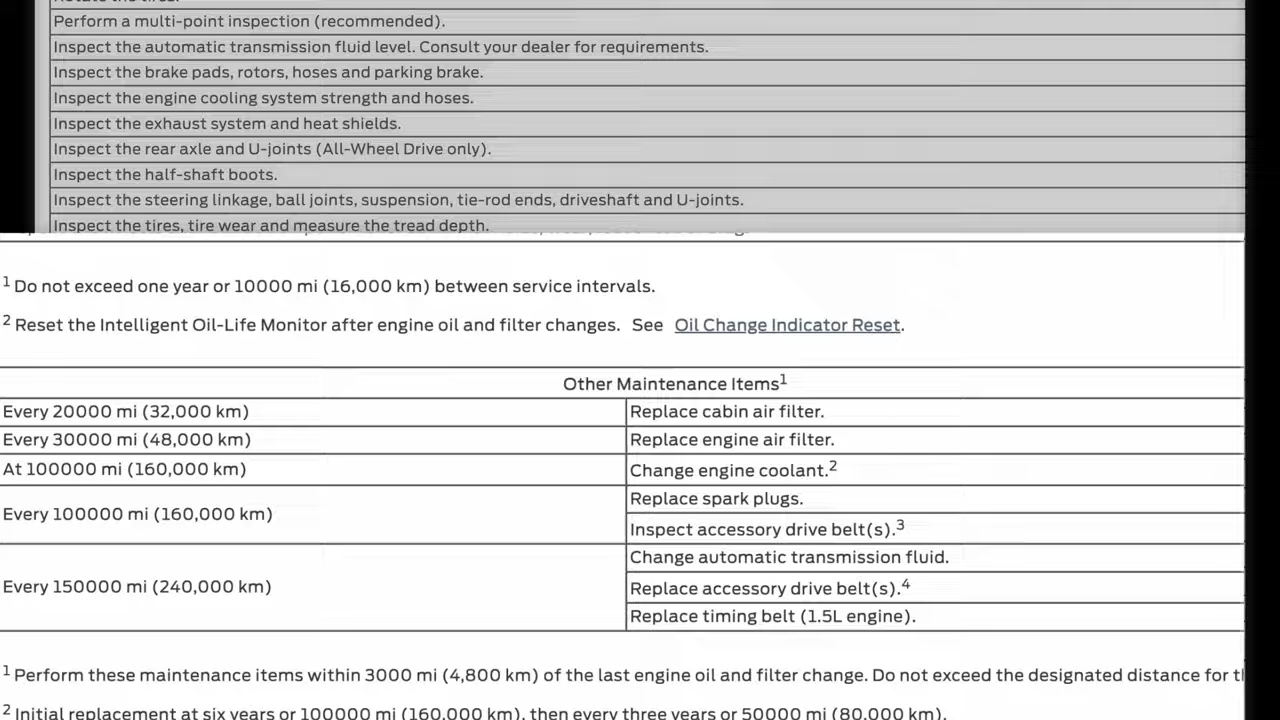 Rotate the tires.
Perform a multi-point inspection (recommended).
Inspect the automatic transmission fluid level. Consult your dealer for requirements.
Inspect the brake pads, rotors, hoses and parking brake.
Inspect the engine cooling system strength and hoses.
Inspect the exhaust system and heat shields.
Inspect the rear axle and U-joints (All-Wheel Drive only).
Inspect the half-shaft boots.
Inspect the steering linkage, ball joints, suspension, tie-rod ends, driveshaft and U-joints.
Inspect the tires, tire wear and measure the tread depth.
1 Do not exceed one year or 10000 mi (16,000 km) between service intervals.
2 Reset the Intelligent Oil-Life Monitor after engine oil and filter changes. See Oil Change Indicator Reset.
Other Maintenance Items1
Every 20000 mi (32,000 km) Replace cabin air filter.
Every 30000 mi (48,000 km) Replace engine air filter.
At 100000 mi (160,000 km) Change engine coolant.2
Every 100000 mi (160,000 km) Replace spark plugs.
Inspect accessory drive belt(s).3
Every 150000 mi (240,000 km) Change automatic transmission fluid.
Replace accessory drive belt(s).4
Replace timing belt (1.5L engine).
1 Perform these maintenance items within 3000 mi (4,800 km) of the last engine oil and filter change. Do not exceed the designated distance for
2 Initial replacement at six years or 100000 mi (160,000 km), then every three years or 50000 mi (80,000 km).